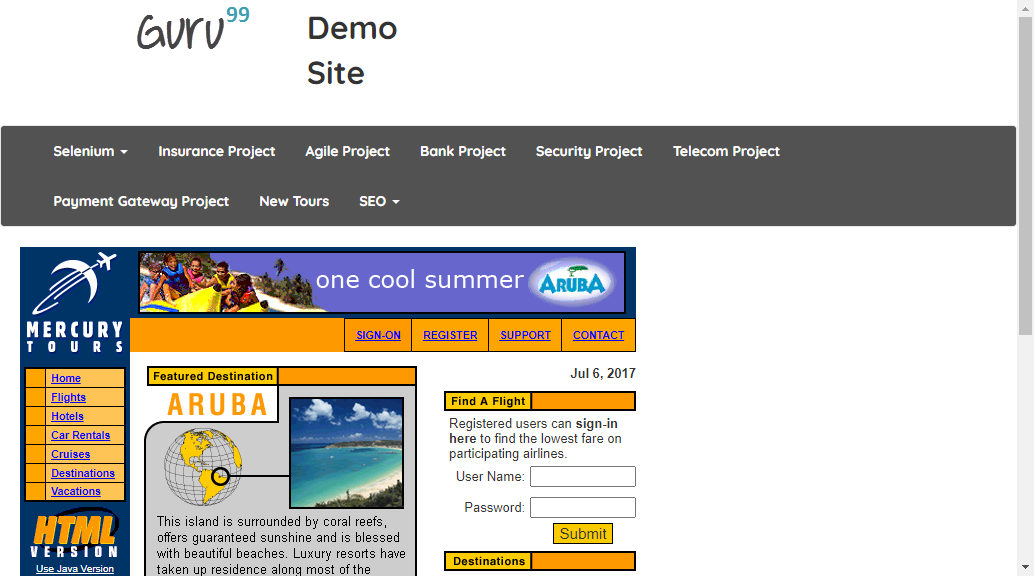 Guru99
Demo
Site
Selenium
Insurance Project
Agile Project
Bank Project
Security Project
Telecom Project
Payment Gateway Project
New Tours
SEO
one cool summer
ARUBA
MERCURY
TOURS
SIGN-ON
REGISTER
SUPPORT
CONTACT
Home
Flights
Hotels
Car Rentals
Cruises
Destinations
Vacations
HTML
VERSION
Use Java Version
Featured Destination
ARUBA
This island is surrounded by coral reefs,
offers guaranteed sunshine and is blessed
with beautiful beaches. Luxury resorts have
taken up residence along most of the
Jul 6, 2017
Find A Flight
Registered users can sign-in
here to find the lowest fare on
participating airlines.
User Name:
Password:
Submit
Destinations